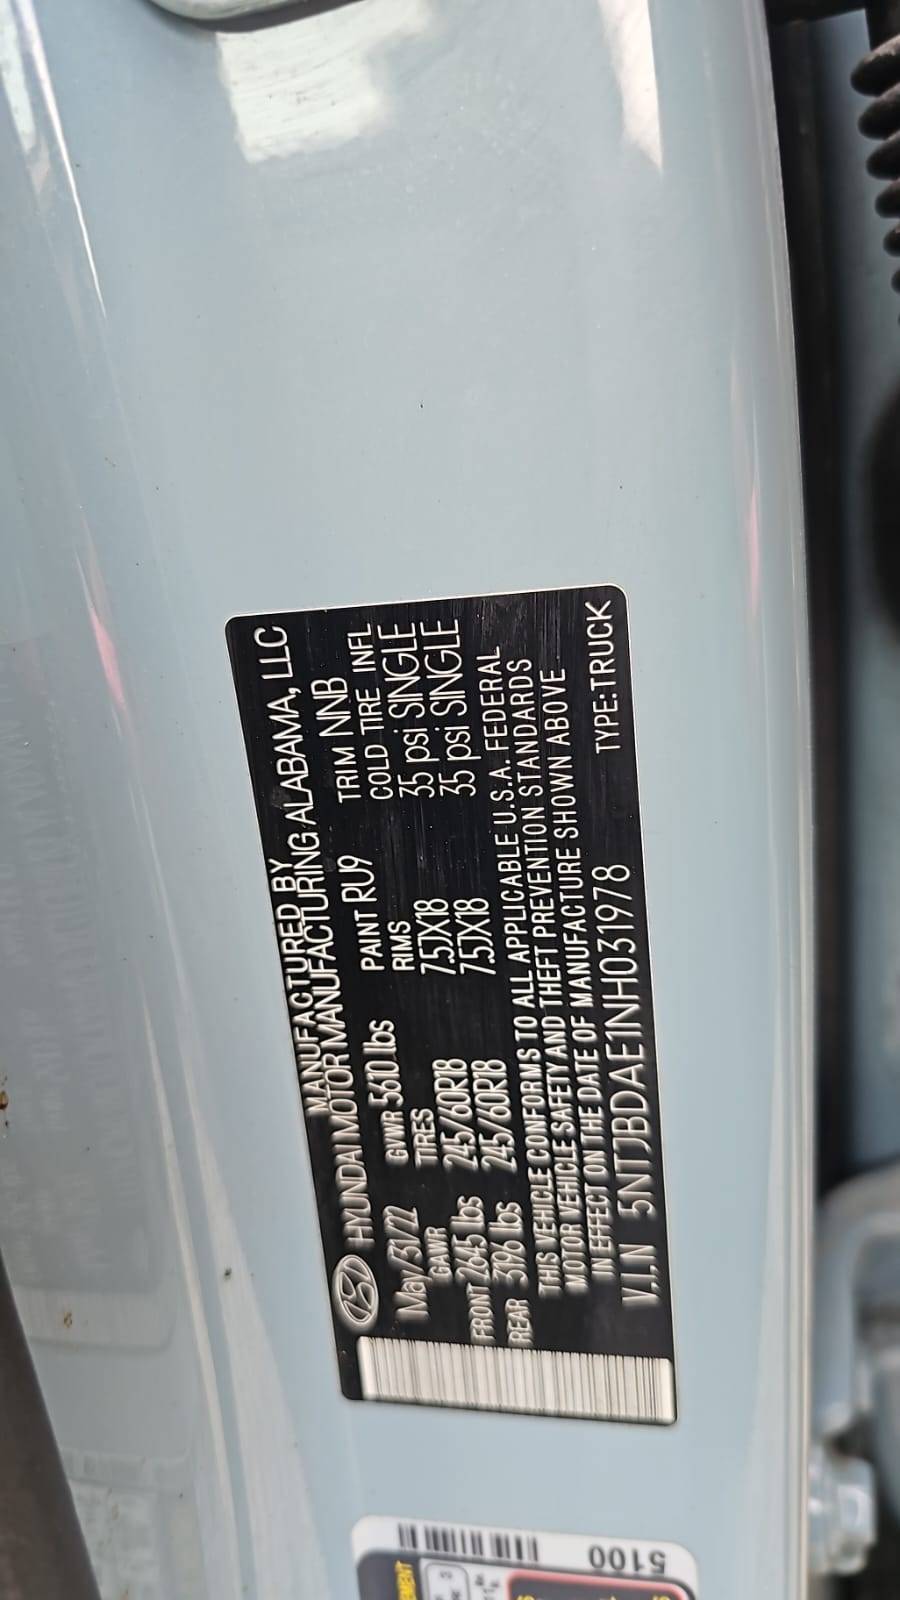 MANUFACTURED BY
HYUNDAI MOTOR MANUFACTURING ALABAMA, LLC
May/31/22 GVWR 5610 lbs PAINT RU9 TRIM NNB
GAWR TIRES RIMS COLD TIRE INFL
FRONT 2645 lbs 245/60R18 7.5JX18 35 psi SINGLE
REAR 3196 lbs 245/60R18 7.5JX18 35 psi SINGLE
THIS VEHICLE CONFORMS TO ALL APPLICABLE U.S.A. FEDERAL
MOTOR VEHICLE SAFETY AND THEFT PREVENTION STANDARDS
IN EFFECT ON THE DATE OF MANUFACTURE SHOWN ABOVE
V.I.N 5NTJBDAE1NH031978 TYPE:TRUCK
5100